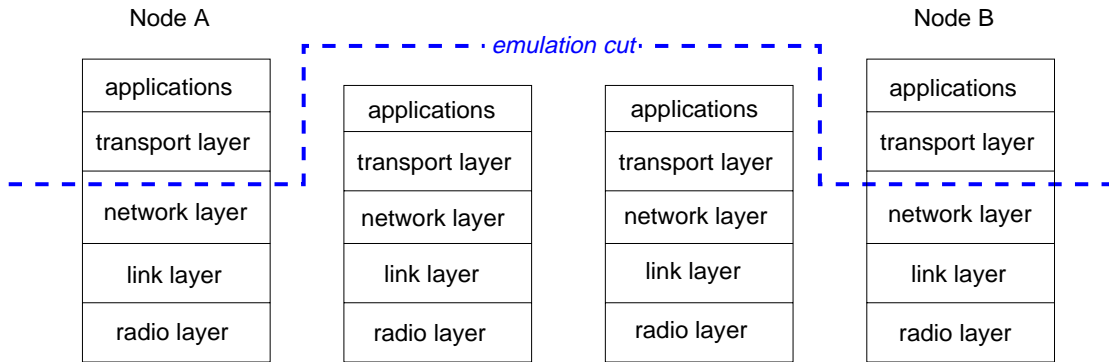 Node A
Node B
emulation cut
applications
transport layer
network layer
link layer
radio layer
applications
transport layer
network layer
link layer
radio layer
applications
transport layer
network layer
link layer
radio layer
applications
transport layer
network layer
link layer
radio layer